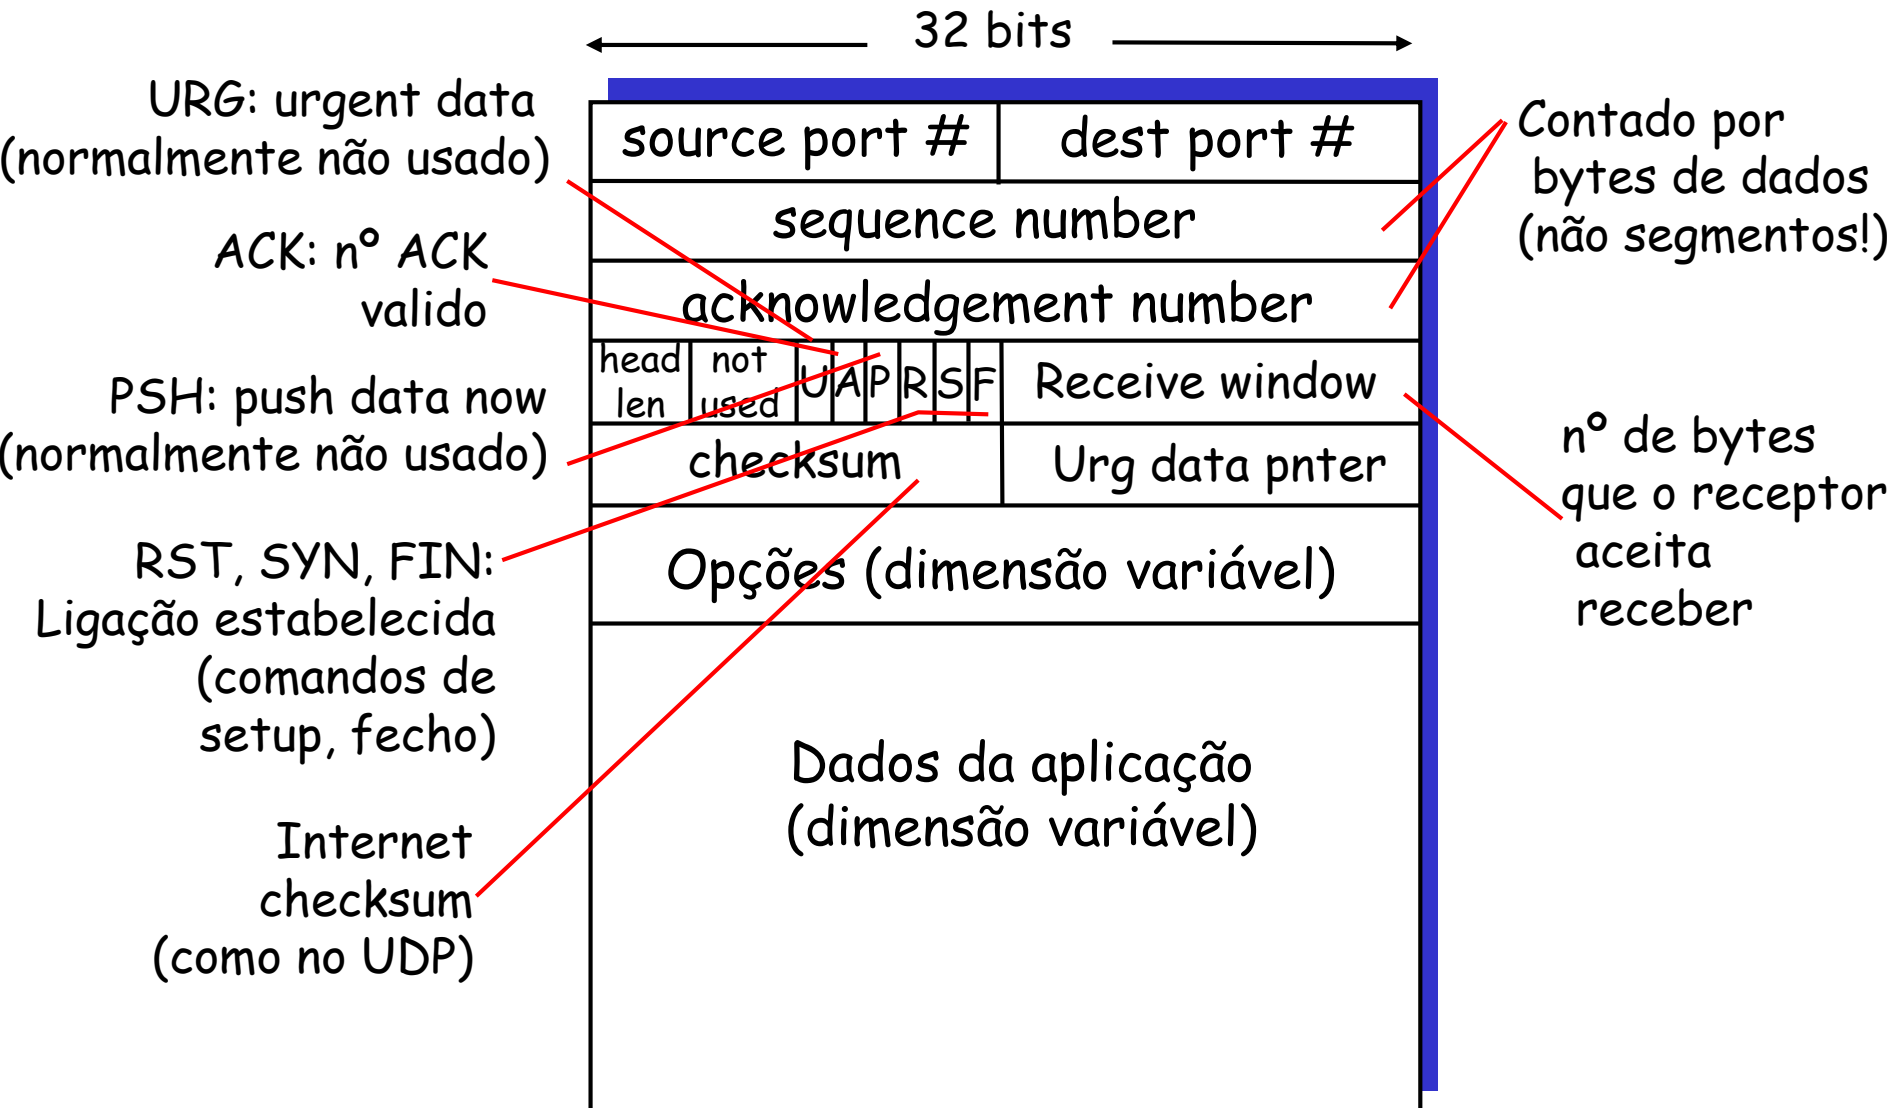 32 bits
URG: urgent data
(normalmente não usado)
ACK: nº ACK
valido
PSH: push data now
(normalmente não usado)
RST, SYN, FIN:
Ligação estabelecida
(comandos de
setup, fecho)
Internet
checksum
(como no UDP)
source port #
dest port #
sequence number
acknowledgement number
head
len
not
used
U
A
P
R
S
F
Receive window
checksum
Urg data pnter
Opções (dimensão variável)
Dados da aplicação
(dimensão variável)
Contado por
bytes de dados
(não segmentos!)
nº de bytes
que o receptor
aceita
receber